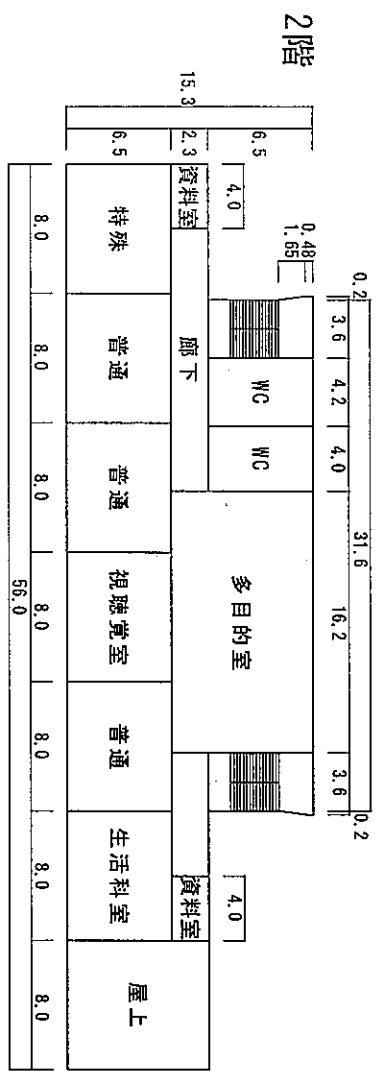 2階
15.3
6.5
2.3
6.5
0.48
1.65
4.0
0.2
3.6
4.2
4.0
16.2
3.6
0.2
31.6
WC
WC
多目的室
資料室
廊下
資料室
4.0
特殊
普通
普通
視聴覚室
普通
生活科室
屋上
8.0
8.0
8.0
8.0
8.0
8.0
8.0
56.0